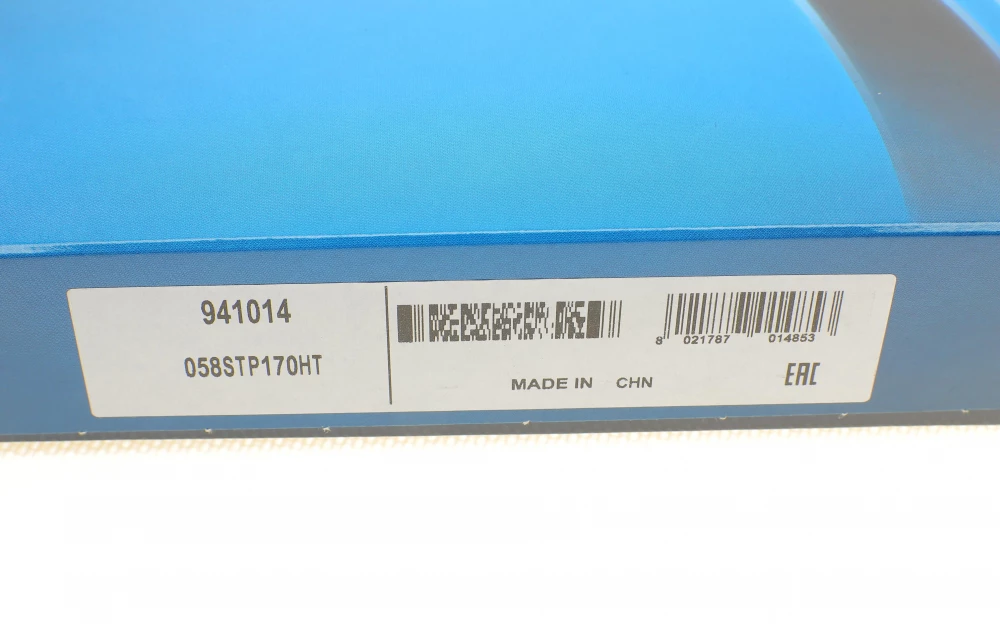 941014
058STP170HT
8 021787 014853
MADE IN CHN
EAC